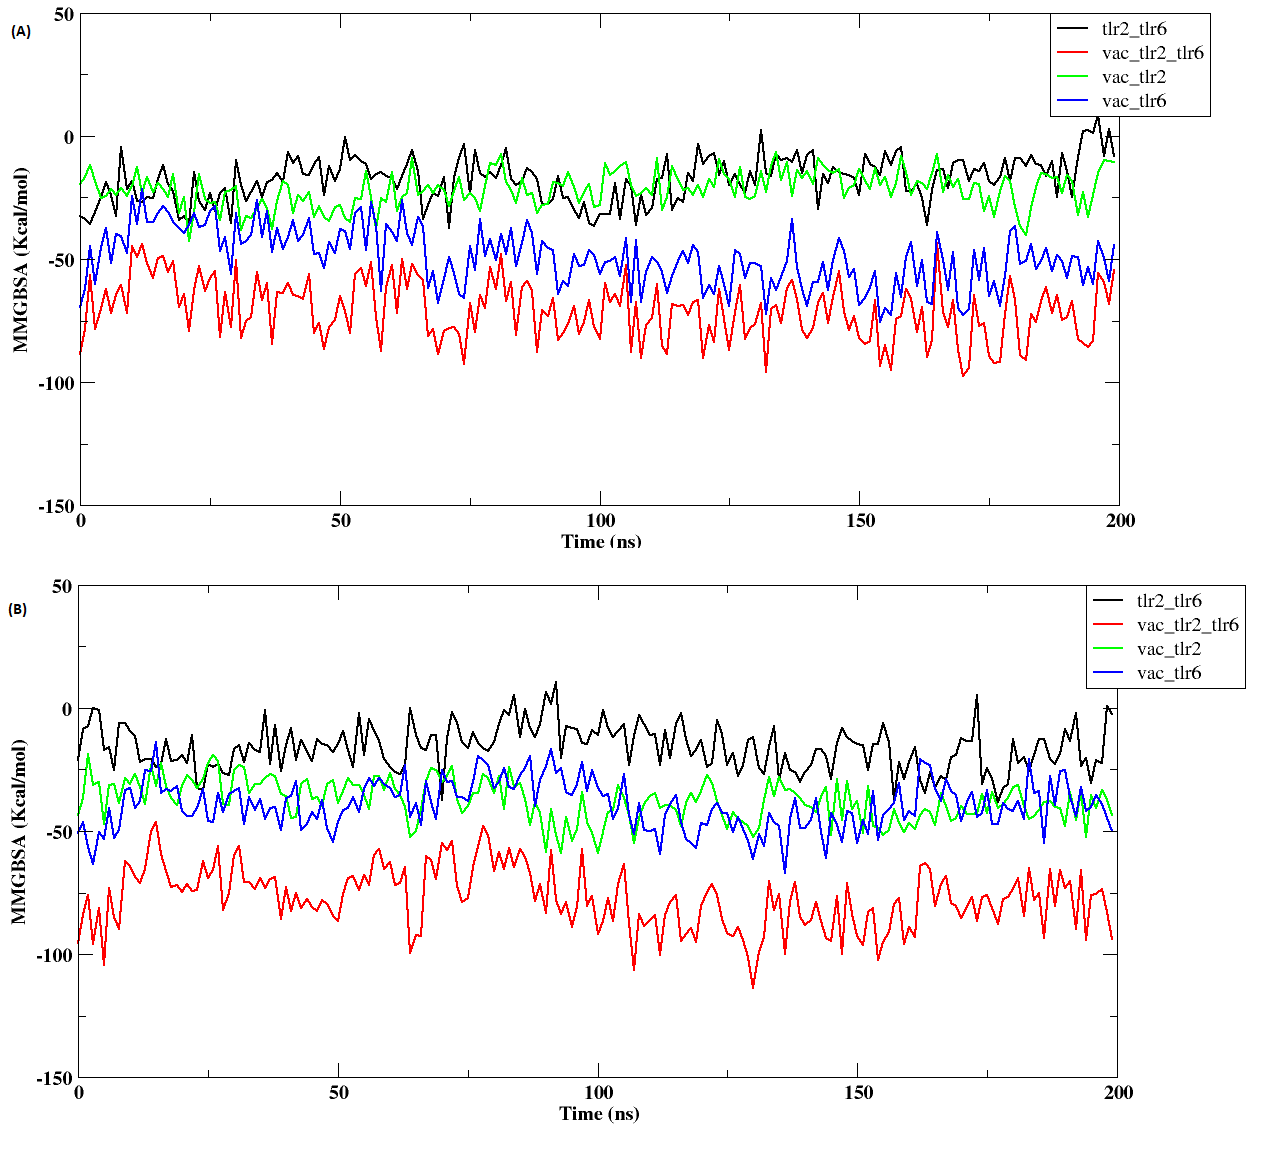 (A)
50
0
-50
-100
-150
MMGBSA (Kcal/mol)
0 50 100 150 200
Time (ns)
tlr2_tlr6
vac_tlr2_tlr6
vac_tlr2
vac_tlr6
(B)
50
0
-50
-100
-150
MMGBSA (Kcal/mol)
0 50 100 150 200
Time (ns)
tlr2_tlr6
vac_tlr2_tlr6
vac_tlr2
vac_tlr6